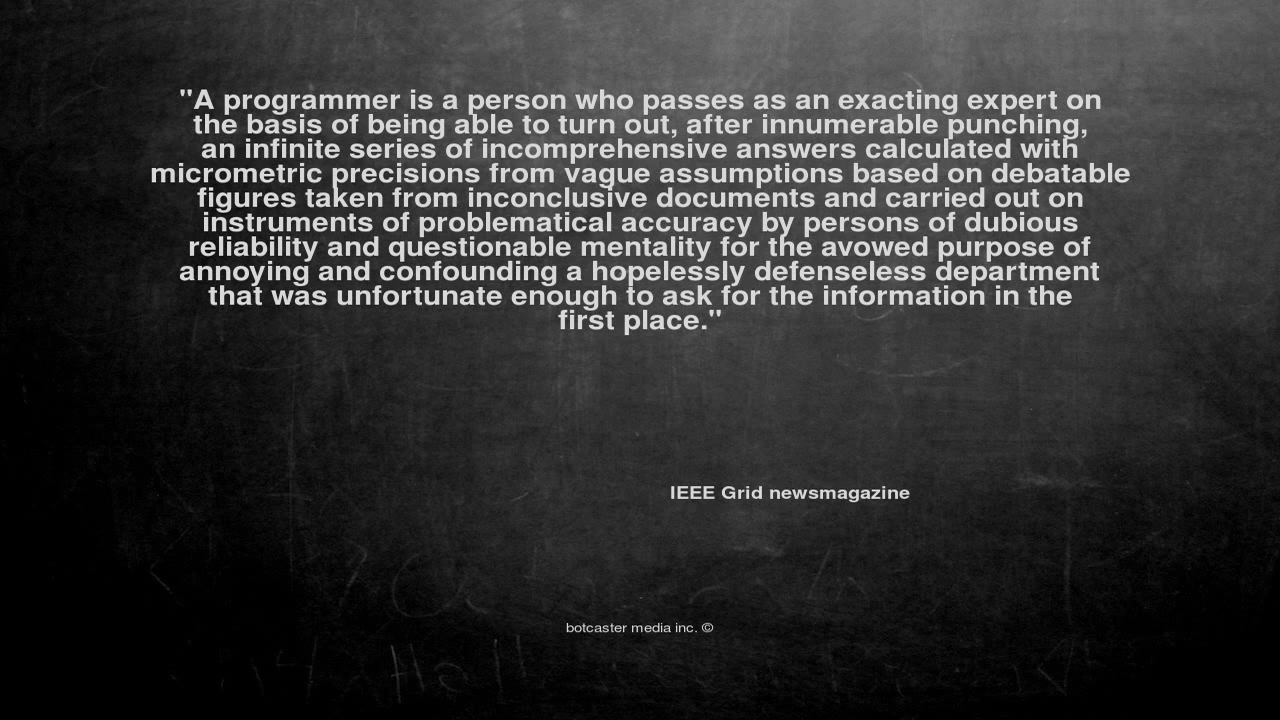 "A programmer is a person who passes as an exacting expert on
the basis of being able to turn out, after innumerable punching,
an infinite series of incomprehensive answers calculated with
micrometric precisions from vague assumptions based on debatable
figures taken from inconclusive documents and carried out on
instruments of problematical accuracy by persons of dubious
reliability and questionable mentality for the avowed purpose of
annoying and confounding a hopelessly defenseless department
that was unfortunate enough to ask for the information in the
first place."
IEEE Grid newsmagazine
botcaster media inc. ©